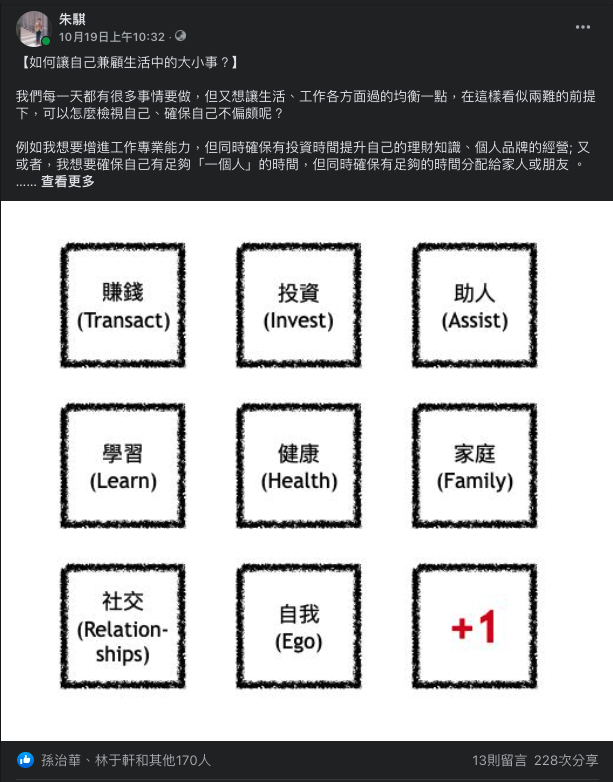 朱騏
10月19日上午10:32 ·
【如何讓自己兼顧生活中的大小事？】
我們每一天都有很多事情要做，但又想讓生活、工作各方面過的均衡一點，在這樣看似兩難的前提
下，可以怎麼檢視自己、確保自己不偏頗呢？
例如我想要增進工作專業能力，但同時確保有投資時間提升自己的理財知識、個人品牌的經營; 又
或者，我想要確保自己有足夠「一個人」的時間，但同時確保有足夠的時間分配給家人或朋友 。
...... 查看更多
賺錢
(Transact)
投資
(Invest)
助人
(Assist)
學習
(Learn)
健康
(Health)
家庭
(Family)
社交
(Relation-
ships)
自我
(Ego)
+1
孫治華、林于軒和其他170人
13則留言 228次分享